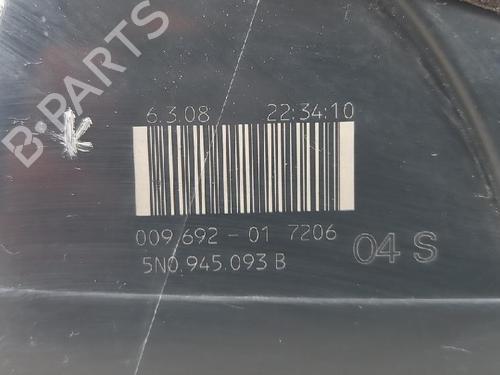 B-PARTS
6.3.08 22:34:10
009 692 - 01 7206
5N0.945.093 B
04 S